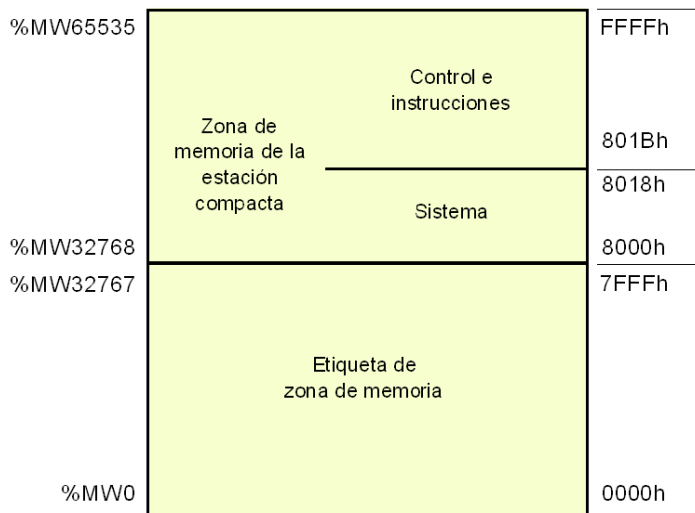 %MW65535
FFFFh
Control e
instrucciones
Zona de
memoria de la
estación
compacta
801Bh
8018h
Sistema
%MW32768
8000h
%MW32767
7FFFh
Etiqueta de
zona de memoria
%MW0
0000h